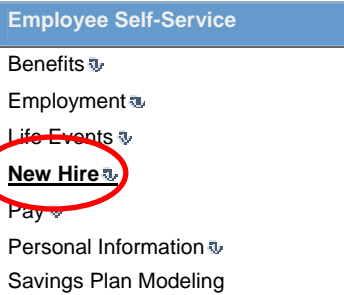 Employee Self-Service
Benefits
Employment
Life Events
New Hire
Pay
Personal Information
Savings Plan Modeling